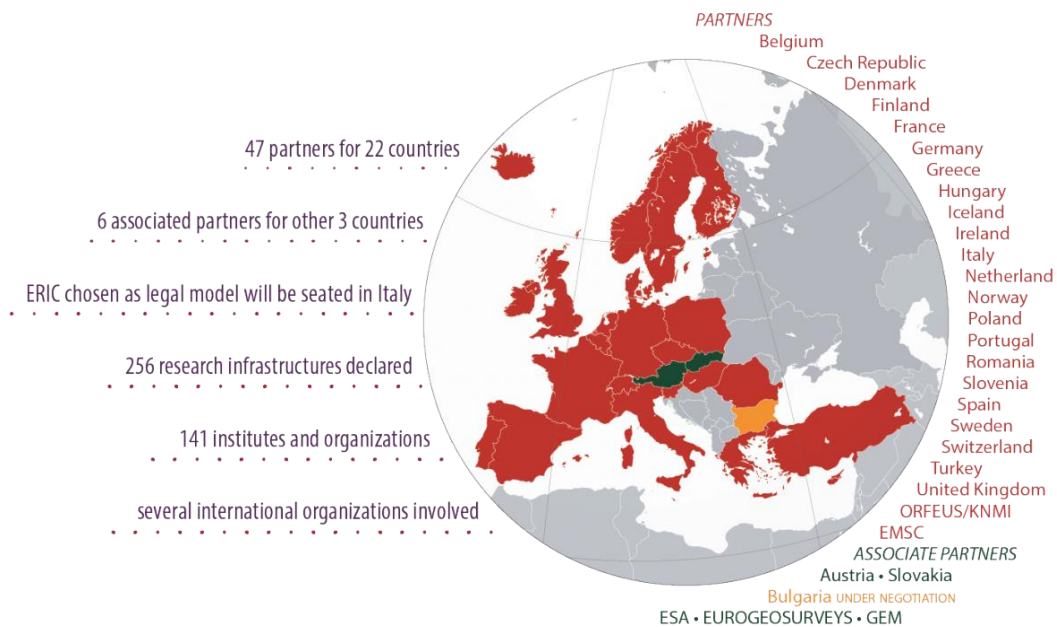 47 partners for 22 countries
6 associated partners for other 3 countries
ERIC chosen as legal model will be seated in Italy
256 research infrastructures declared
141 institutes and organizations
several international organizations involved
PARTNERS
Belgium
Czech Republic
Denmark
Finland
France
Germany
Greece
Hungary
Iceland
Ireland
Italy
Netherland
Norway
Poland
Portugal
Romania
Slovenia
Spain
Sweden
Switzerland
Turkey
United Kingdom
ORFEUS/KNMI
EMSC
ASSOCIATE PARTNERS
Austria • Slovakia
Bulgaria UNDER NEGOTIATION
ESA • EUROGEOSURVEYS • GEM